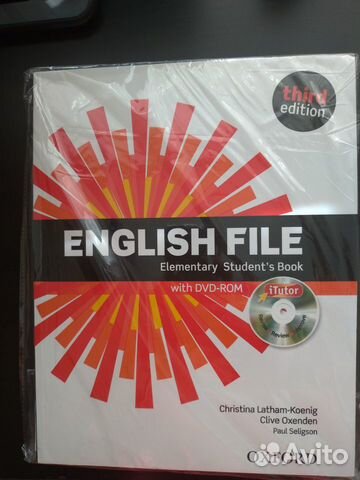 third
edition
ENGLISH FILE
Elementary Student's Book
with DVD-ROM
iTutor
Christina Latham-Koenig
Clive Oxenden
Paul Seligson
OXFORD
Avito